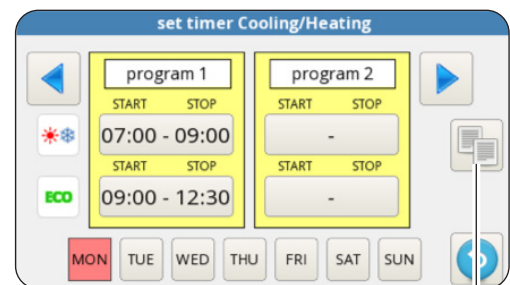 set timer Cooling/Heating
program 1 program 2
START STOP START STOP
07:00 - 09:00 -
START STOP START STOP
ECO 09:00 - 12:30 -
MON TUE WED THU FRI SAT SUN